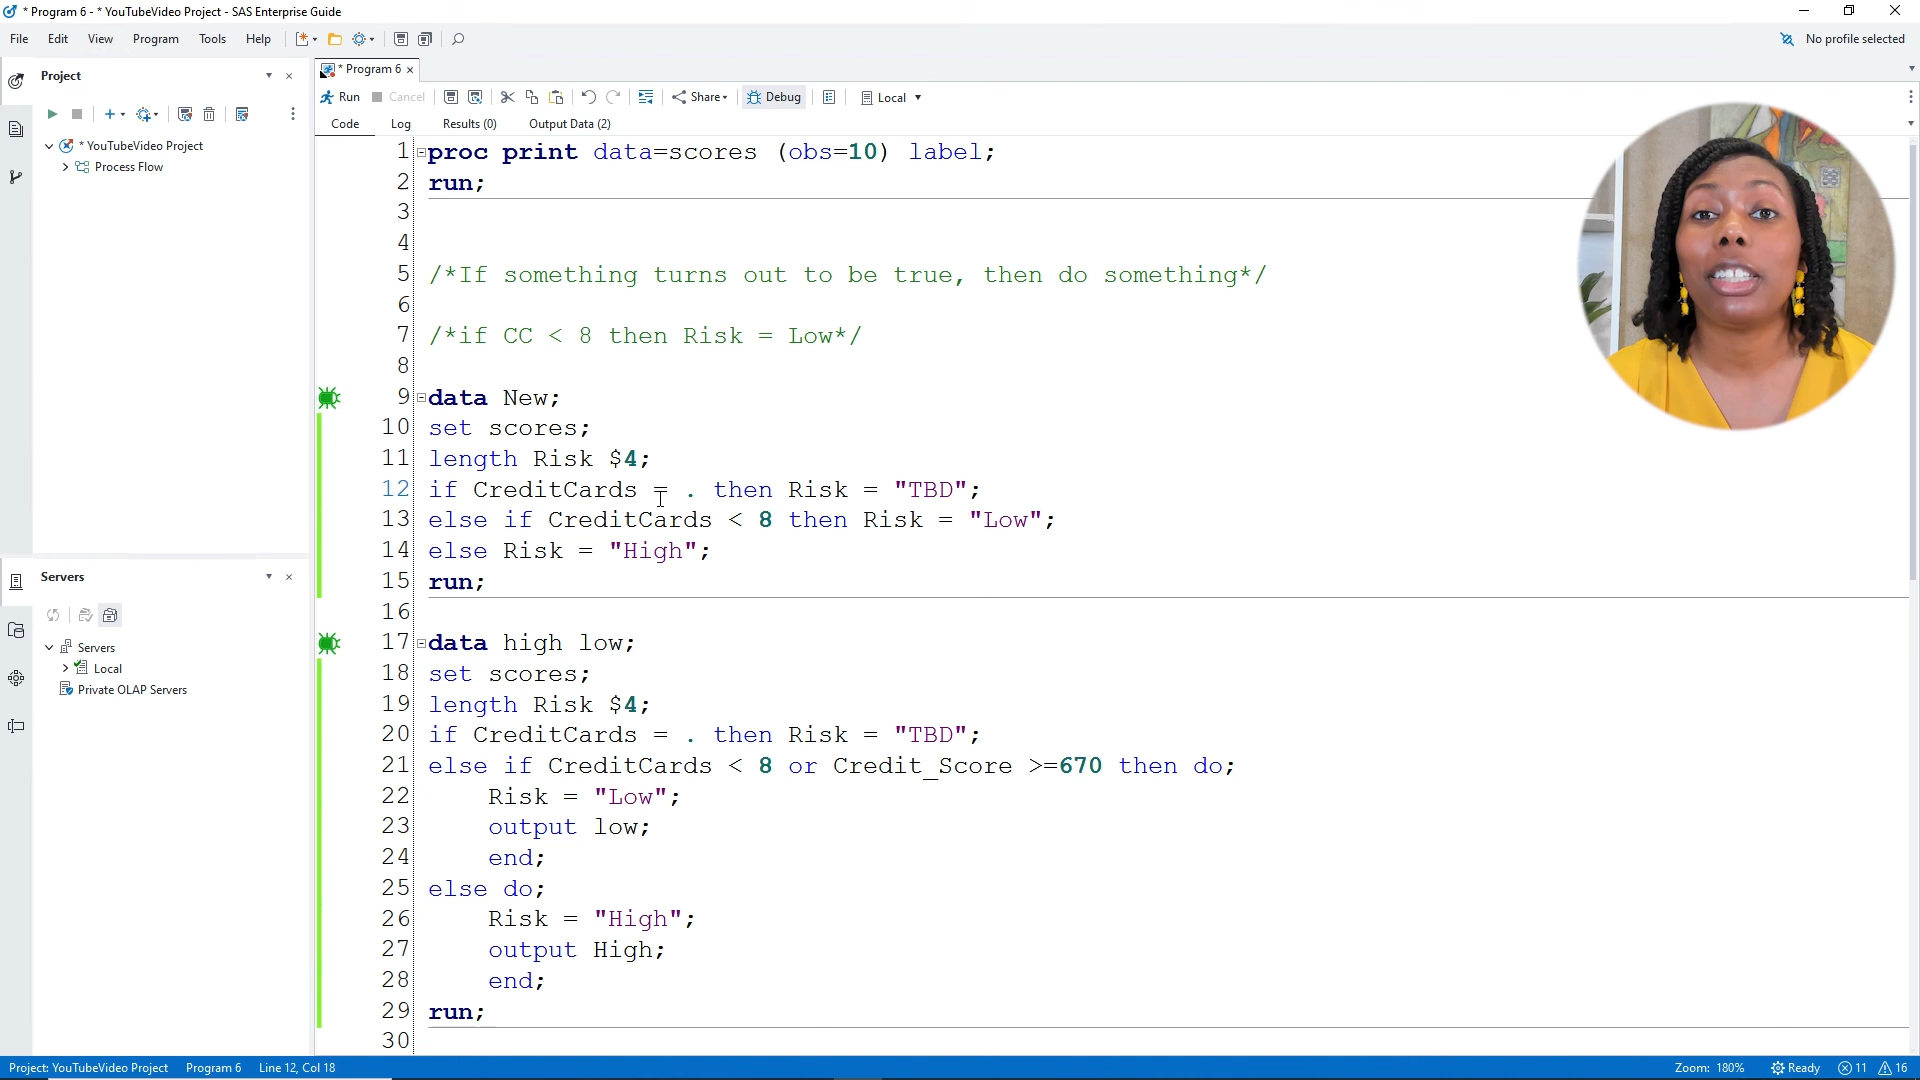 * Program 6 - * YouTubeVideo Project - SAS Enterprise Guide
File Edit View Program Tools Help
No profile selected
Project
* YouTubeVideo Project
Process Flow
Servers
Servers
Local
Private OLAP Servers
* Program 6
Run Cancel Share Debug Local
Code Log Results (0) Output Data (2)
1 proc print data=scores (obs=10) label;
2 run;
3
4
5 /*If something turns out to be true, then do something*/
6
7 /*if CC < 8 then Risk = Low*/
8
9 data New;
10 set scores;
11 length Risk $4;
12 if CreditCards = . then Risk = "TBD";
13 else if CreditCards < 8 then Risk = "Low";
14 else Risk = "High";
15 run;
16
17 data high low;
18 set scores;
19 length Risk $4;
20 if CreditCards = . then Risk = "TBD";
21 else if CreditCards < 8 or Credit_Score >=670 then do;
22 Risk = "Low";
23 output low;
24 end;
25 else do;
26 Risk = "High";
27 output High;
28 end;
29 run;
30
Project: YouTubeVideo Project Program 6 Line 12, Col 18
Zoom: 180% Ready 11 16